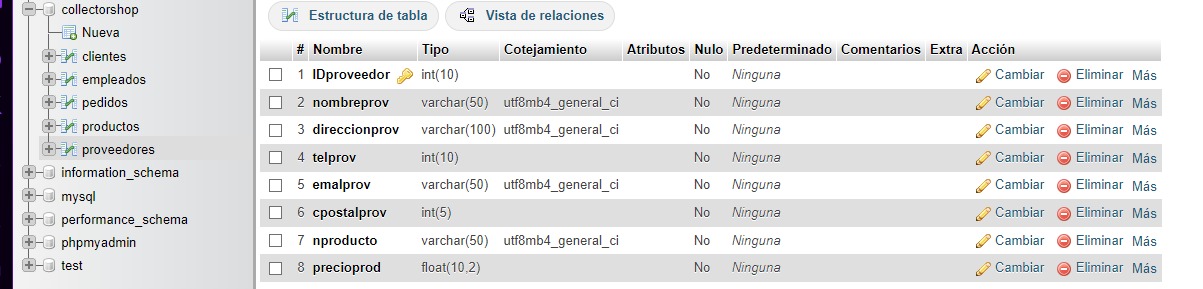 collectorshop
Nueva
clientes
empleados
pedidos
productos
proveedores
information_schema
mysql
performance_schema
phpmyadmin
test
Estructura de tabla Vista de relaciones
# Nombre Tipo Cotejamiento Atributos Nulo Predeterminado Comentarios Extra Acción
1 IDproveedor int(10) No Ninguna Cambiar Eliminar Más
2 nombreprov varchar(50) utf8mb4_general_ci No Ninguna Cambiar Eliminar Más
3 direccionprov varchar(100) utf8mb4_general_ci No Ninguna Cambiar Eliminar Más
4 telprov int(10) No Ninguna Cambiar Eliminar Más
5 emalprov varchar(50) utf8mb4_general_ci No Ninguna Cambiar Eliminar Más
6 cpostalprov int(5) No Ninguna Cambiar Eliminar Más
7 nproducto varchar(50) utf8mb4_general_ci No Ninguna Cambiar Eliminar Más
8 precioprod float(10,2) No Ninguna Cambiar Eliminar Más